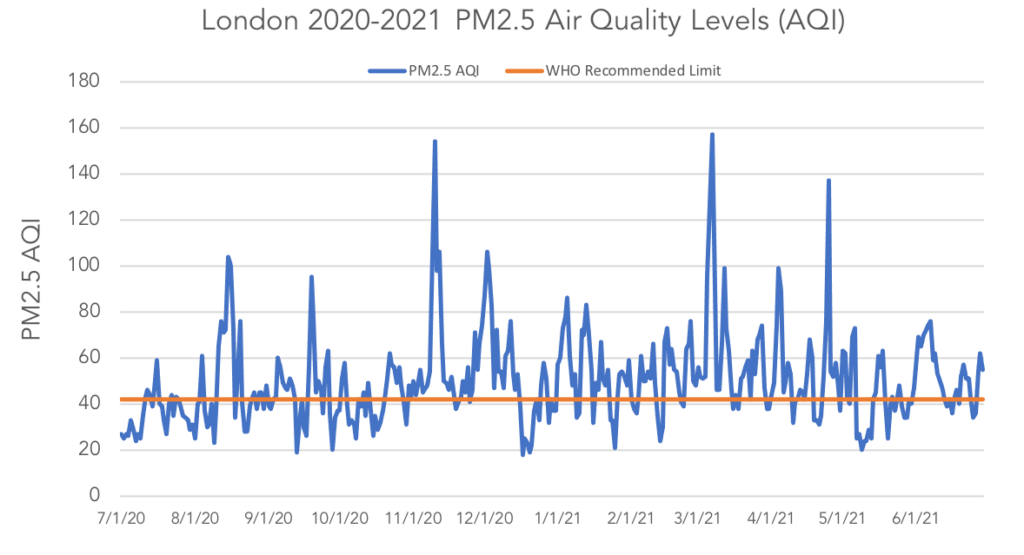 London 2020-2021 PM2.5 Air Quality Levels (AQI)
PM2.5 AQI WHO Recommended Limit
180
160
140
120
100
80
60
40
20
0
PM2.5 AQI
7/1/20 8/1/20 9/1/20 10/1/20 11/1/20 12/1/20 1/1/21 2/1/21 3/1/21 4/1/21 5/1/21 6/1/21